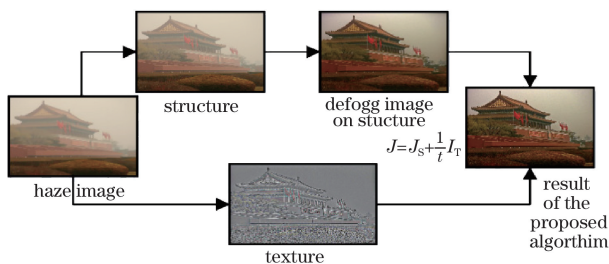 haze image
structure
defogg image
on stucture
J=J_S+\frac{1}{t}I_T
texture
result
of the
proposed
algorthim